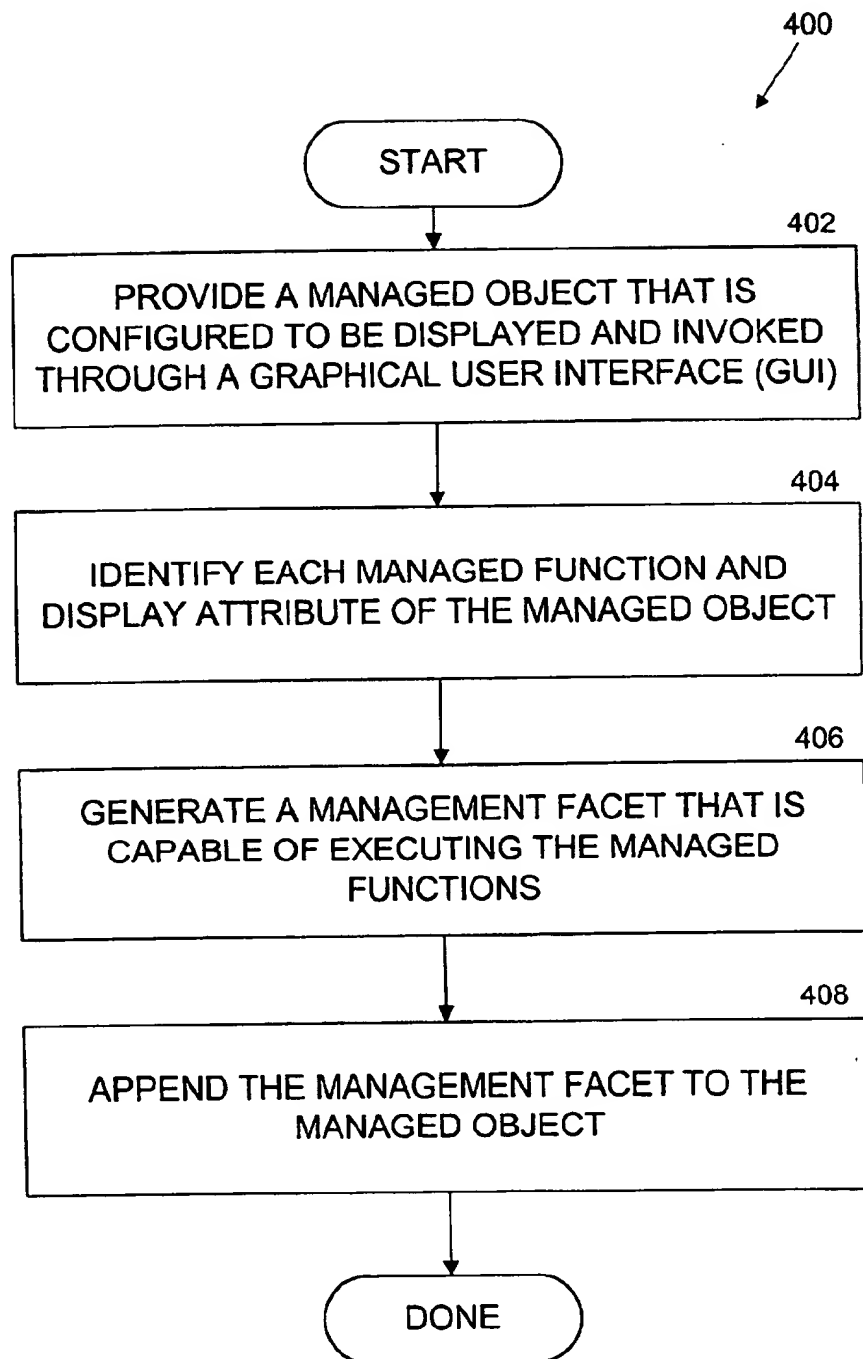 400
START
402
PROVIDE A MANAGED OBJECT THAT IS
CONFIGURED TO BE DISPLAYED AND INVOKED
THROUGH A GRAPHICAL USER INTERFACE (GUI)
404
IDENTIFY EACH MANAGED FUNCTION AND
DISPLAY ATTRIBUTE OF THE MANAGED OBJECT
406
GENERATE A MANAGEMENT FACET THAT IS
CAPABLE OF EXECUTING THE MANAGED
FUNCTIONS
408
APPEND THE MANAGEMENT FACET TO THE
MANAGED OBJECT
DONE